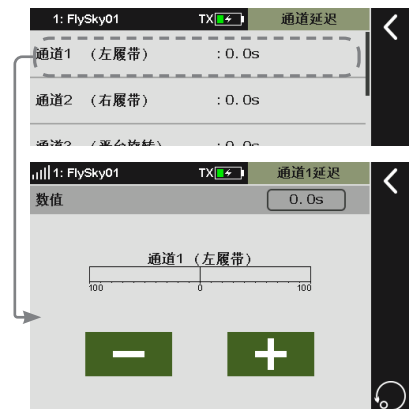 1: FlySky01 TX 通道延迟
通道1 （左履带） : 0.0s
通道2 （右履带） : 0.0s
1: FlySky01 TX 通道1延迟
数值 0.0s
通道1 （左履带）
100 0 100